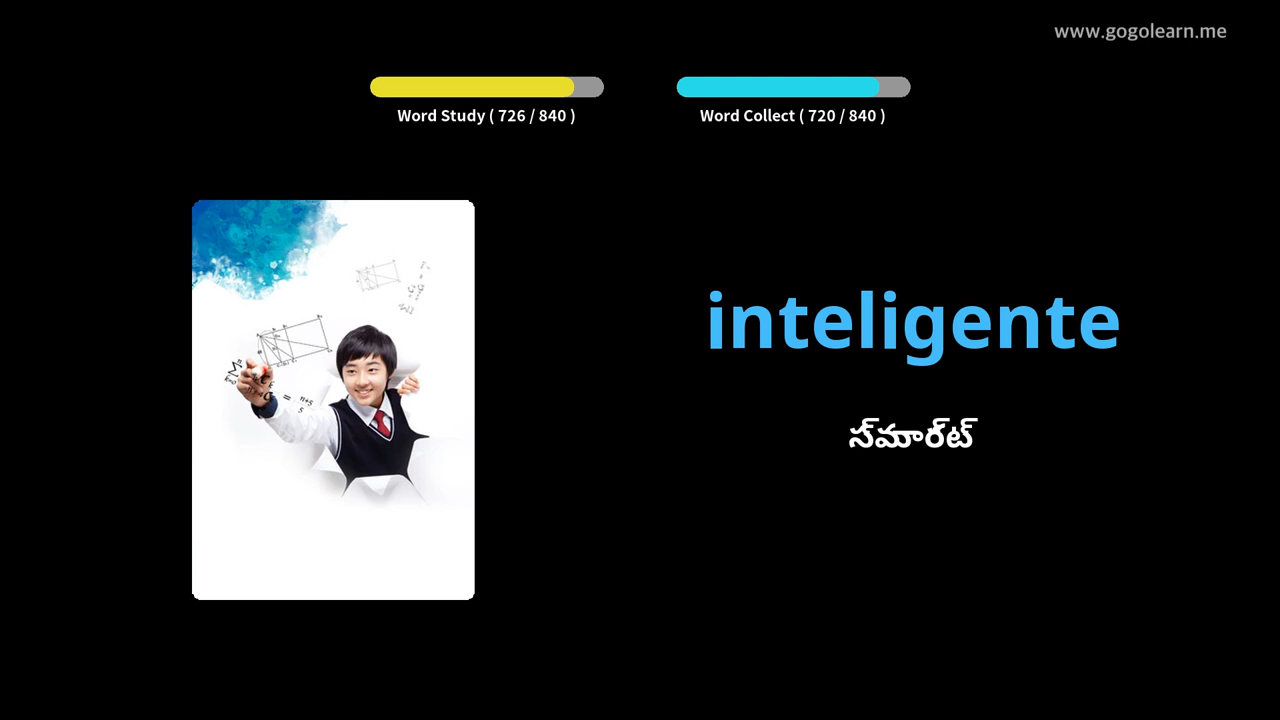 www.gogolearn.me
Word Study ( 726 / 840 )
Word Collect ( 720 / 840 )
inteligente
స్‌మార్‌ట్